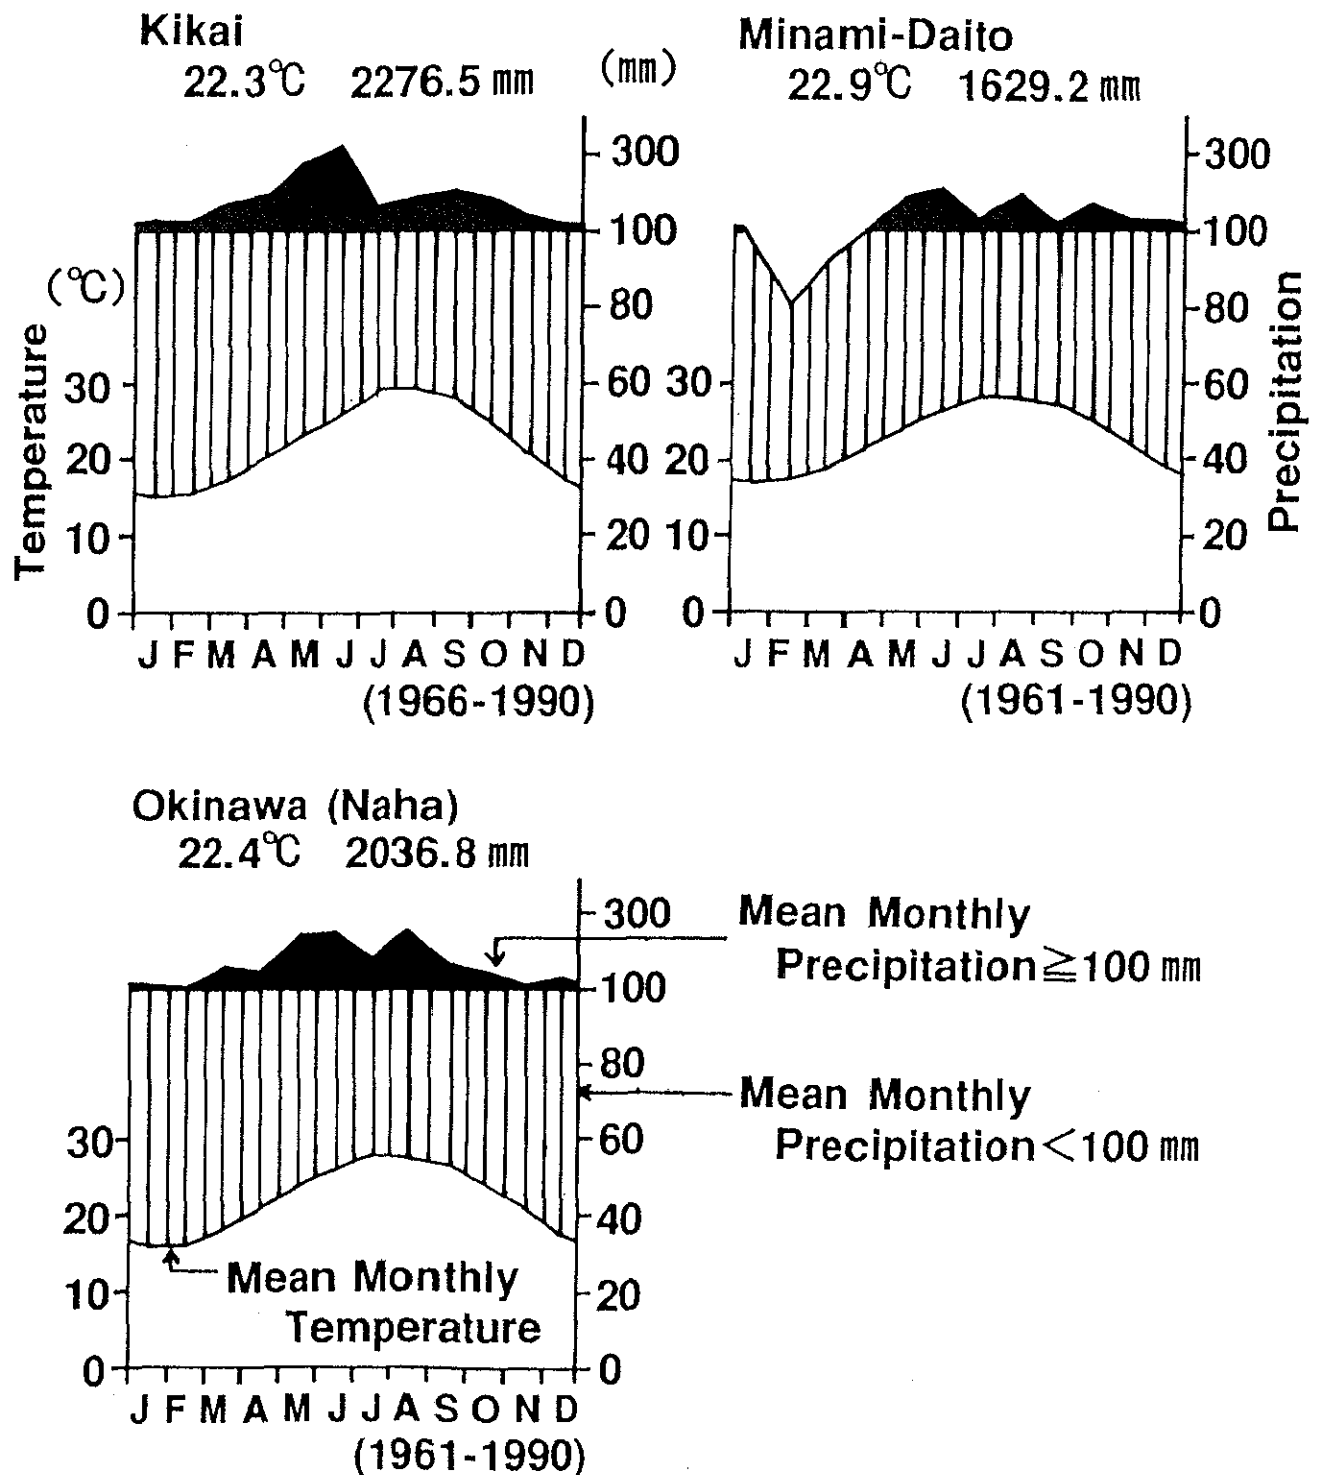 Kikai
22.3℃ 2276.5 mm
(mm)
300
100
80
60
40
20
0
(℃)
Temperature
30
20
10
0
J F M A M J J A S O N D
(1966-1990)
Minami-Daito
22.9℃ 1629.2 mm
300
100
80
60
40
20
0
Precipitation
30
20
10
0
J F M A M J J A S O N D
(1961-1990)
Okinawa (Naha)
22.4℃ 2036.8 mm
300
100
80
60
40
20
0
30
20
10
0
J F M A M J J A S O N D
(1961-1990)
Mean Monthly
Precipitation≧100 mm
Mean Monthly
Precipitation<100 mm
Mean Monthly
Temperature